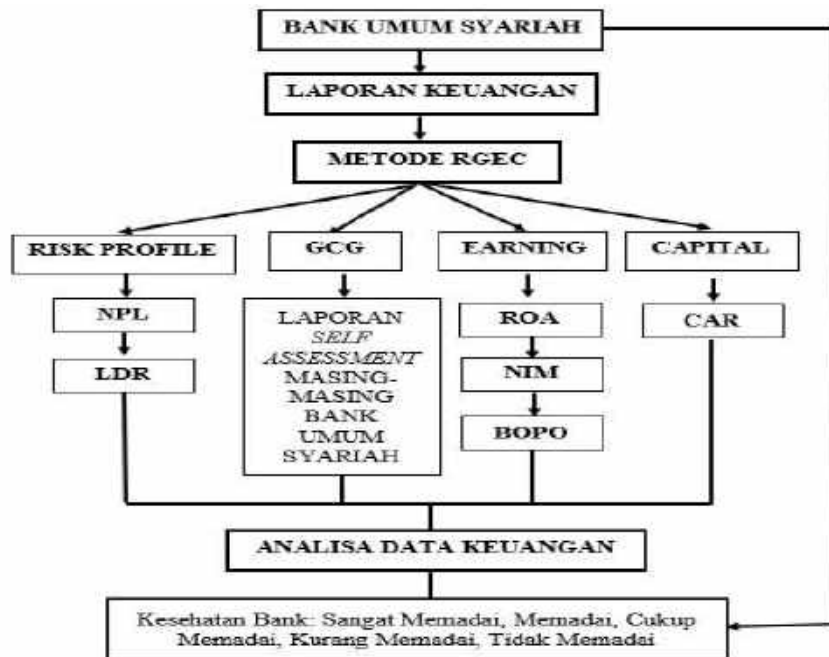 BANK UMUM SYARIAH
LAPORAN KEUANGAN
METODE RGEC
RISK PROFILE
GCG
EARNING
CAPITAL
NPL
LDR
LAPORAN
SELF
ASSESSMENT
MASING-
MASING
BANK
UMUM
SYARIAH
ROA
NIM
BOPO
CAR
ANALISA DATA KEUANGAN
Kesehatan Bank: Sangat Memadai, Memadai, Cukup
Memadai, Kurang Memadai, Tidak Memadai